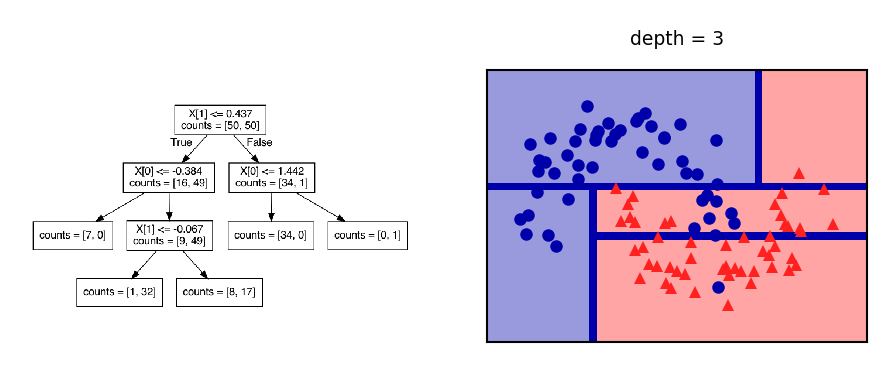 depth = 3
X[1] <= 0.437
counts = [50, 50]
True
False
X[0] <= -0.384
counts = [16, 49]
X[0] <= 1.442
counts = [34, 1]
counts = [7, 0]
X[1] <= -0.067
counts = [9, 49]
counts = [34, 0]
counts = [0, 1]
counts = [1, 32]
counts = [8, 17]